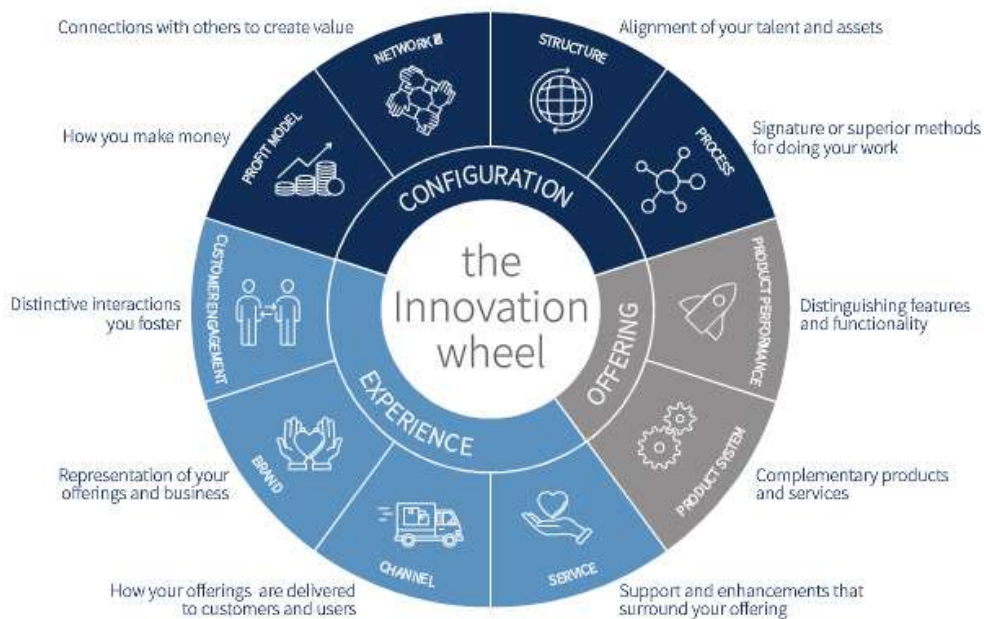 Connections with others to create value
NETWORK
STRUCTURE
Alignment of your talent and assets
How you make money
PROFIT MODEL
PROCESS
Signature or superior methods
for doing your work
CONFIGURATION
the
Innovation
wheel
OFFERING
EXPERIENCE
Distinctive interactions
you foster
CUSTOMER ENGAGEMENT
PRODUCT PERFORMANCE
Distinguishing features
and functionality
Representation of your
offerings and business
BRAND
PRODUCT SYSTEM
Complementary products
and services
How your offerings are delivered
to customers and users
CHANNEL
SERVICE
Support and enhancements that
surround your offering